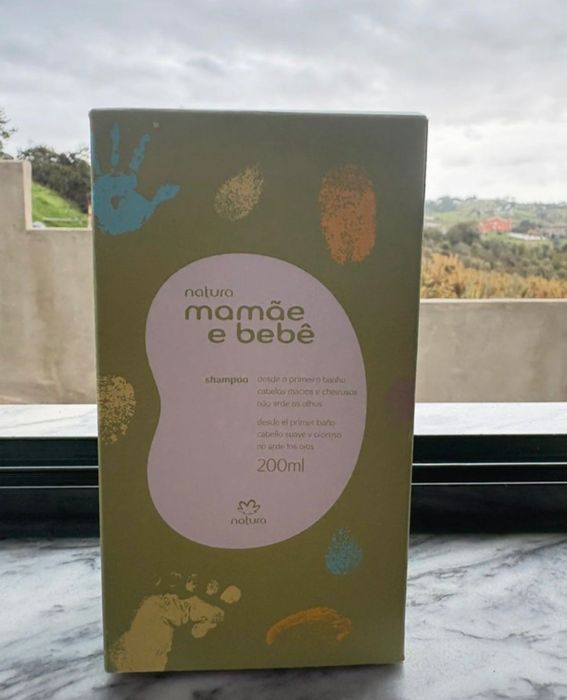 natura
mamãe
e bebê
shampoo
desde o primeiro banho
cabelos macios e cheirosos
não arde os olhos
desde el primer baño
cabello suave y oloroso
no arde los ojos
200ml
natura